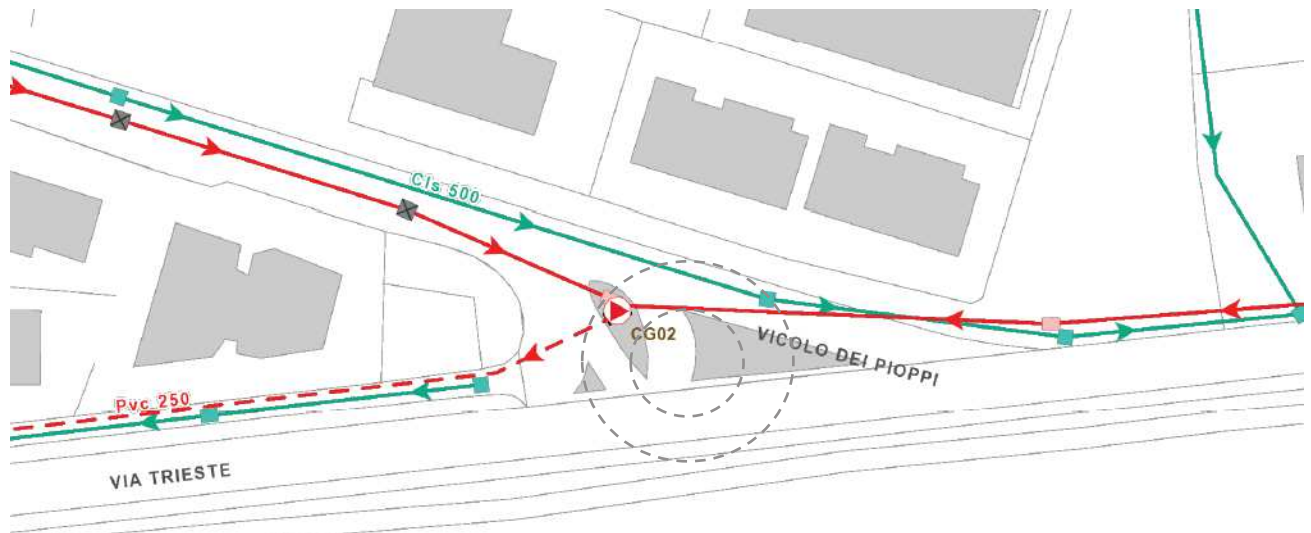 Cls 500
CG02
VICOLO DEI PIOPPI
Pvc 250
VIA TRIESTE